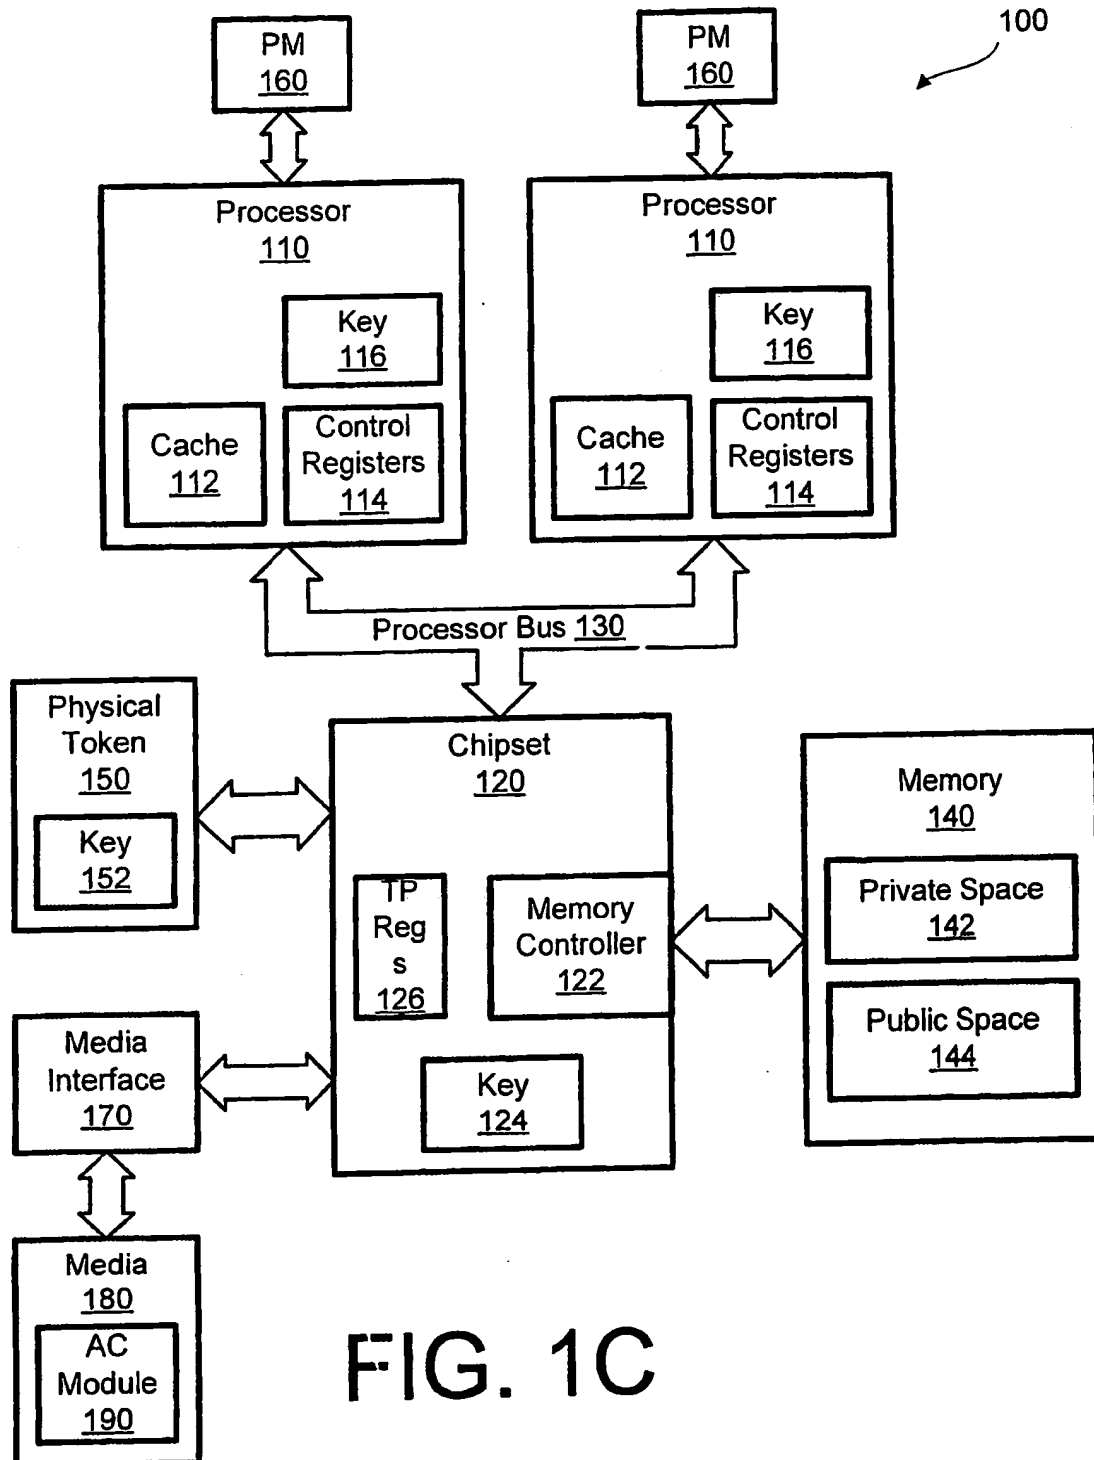 100
PM
160
PM
160
Processor
110
Key
116
Cache
112
Control
Registers
114
Processor
110
Key
116
Cache
112
Control
Registers
114
Processor Bus 130
Physical
Token
150
Key
152
Chipset
120
TP
Reg
s
126
Memory
Controller
122
Key
124
Memory
140
Private Space
142
Public Space
144
Media
Interface
170
Media
180
AC
Module
190
FIG. 1C